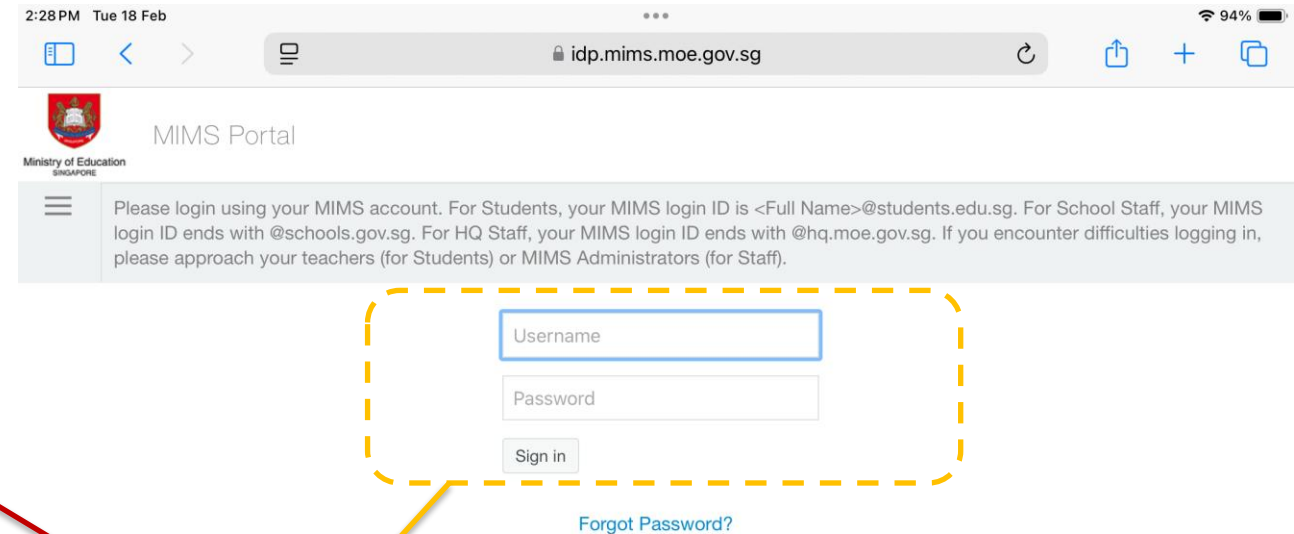 2:28 PM Tue 18 Feb
94%
idp.mims.moe.gov.sg
MIMS Portal
Ministry of Education
SINGAPORE
Please login using your MIMS account. For Students, your MIMS login ID is <Full Name>@students.edu.sg. For School Staff, your MIMS
login ID ends with @schools.gov.sg. For HQ Staff, your MIMS login ID ends with @hq.moe.gov.sg. If you encounter difficulties logging in,
please approach your teachers (for Students) or MIMS Administrators (for Staff).
Username
Password
Sign in
Forgot Password?